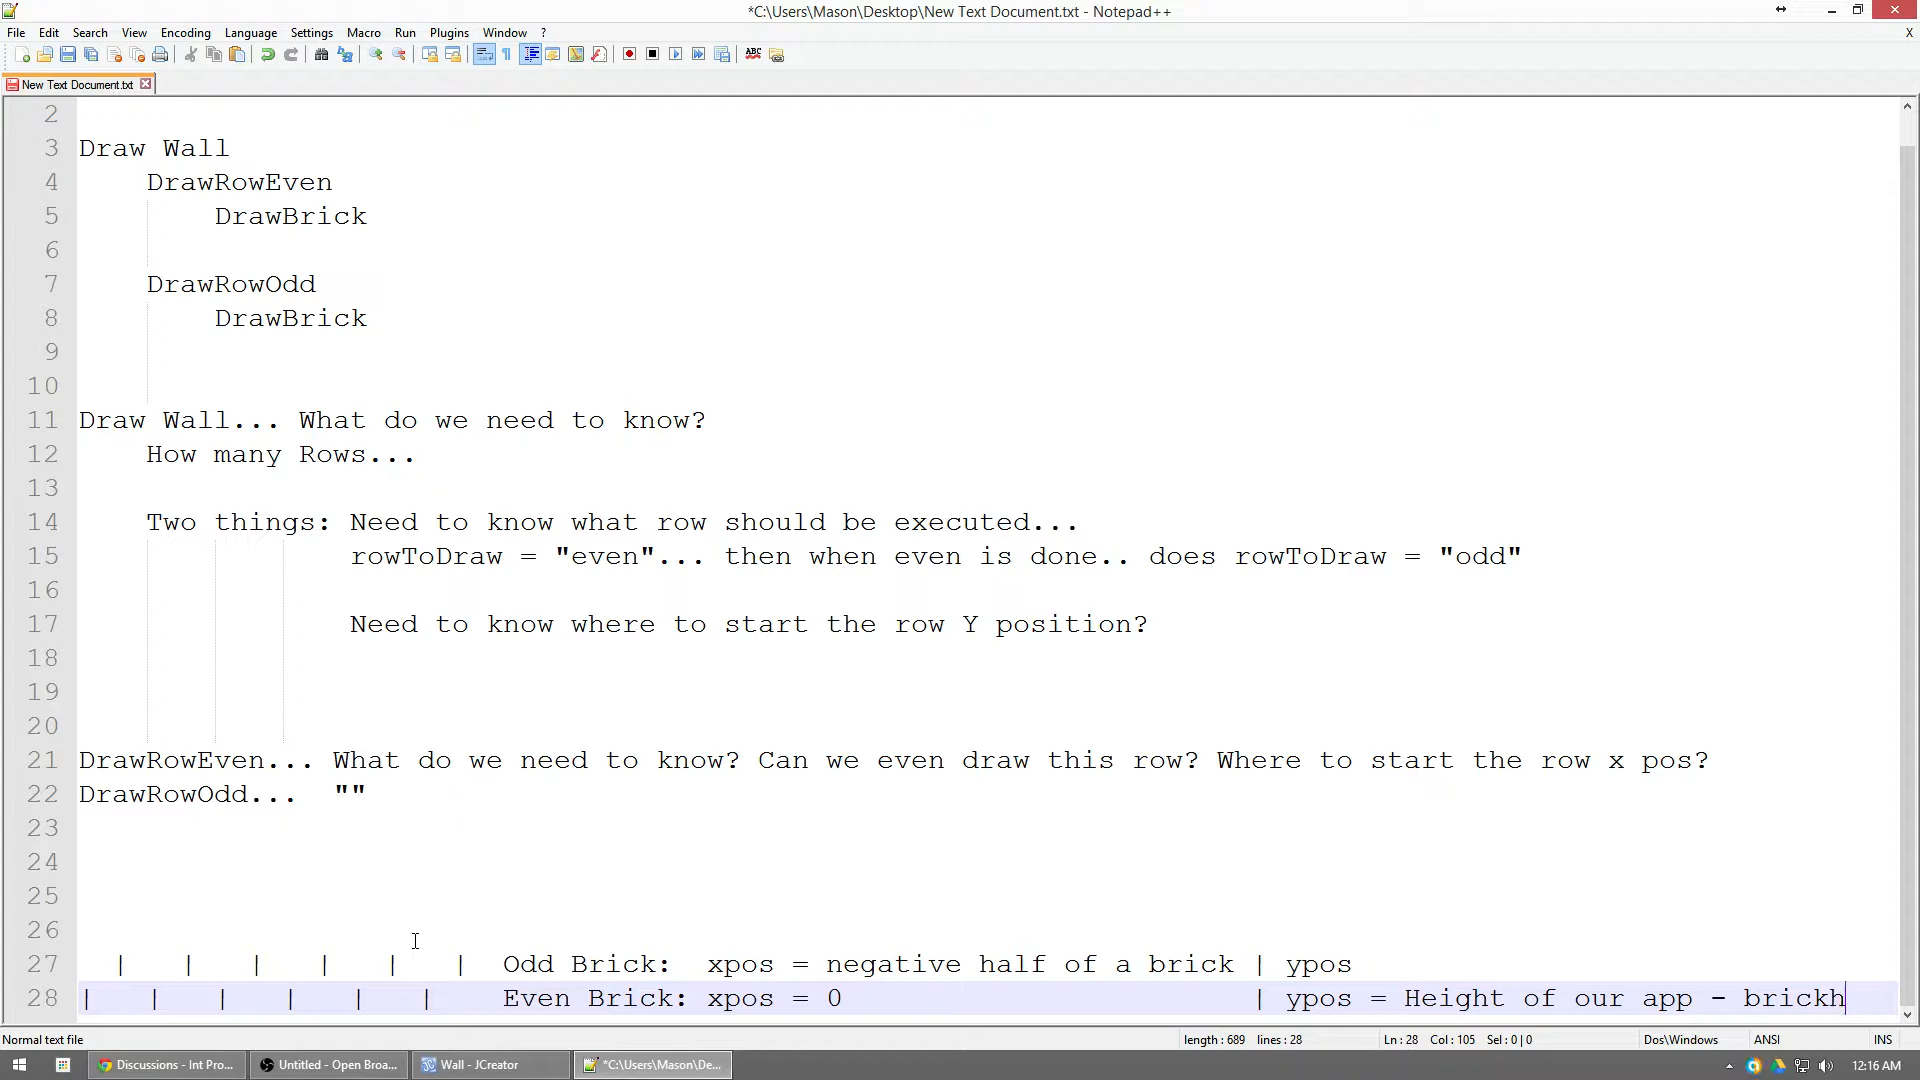 *C:\Users\Mason\Desktop\New Text Document.txt - Notepad++
File Edit Search View Encoding Language Settings Macro Run Plugins Window ? X
New Text Document.txt
2
3 Draw Wall
4 DrawRowEven
5 DrawBrick
6
7 DrawRowOdd
8 DrawBrick
9
10
11 Draw Wall... What do we need to know?
12 How many Rows...
13
14 Two things: Need to know what row should be executed...
15 rowToDraw = "even"... then when even is done.. does rowToDraw = "odd"
16
17 Need to know where to start the row Y position?
18
19
20
21 DrawRowEven... What do we need to know? Can we even draw this row? Where to start the row x pos?
22 DrawRowOdd... ""
23
24
25
26
27 | | | | | | Odd Brick: xpos = negative half of a brick | ypos
28 | | | | | | Even Brick: xpos = 0 | ypos = Height of our app - brickh
Normal text file length : 689 lines : 28 Ln : 28 Col : 105 Sel : 0 | 0 Dos\Windows ANSI INS
Discussions - Int Pro... Untitled - Open Broa... Wall - JCreator *C:\Users\Mason\De... 12:16 AM